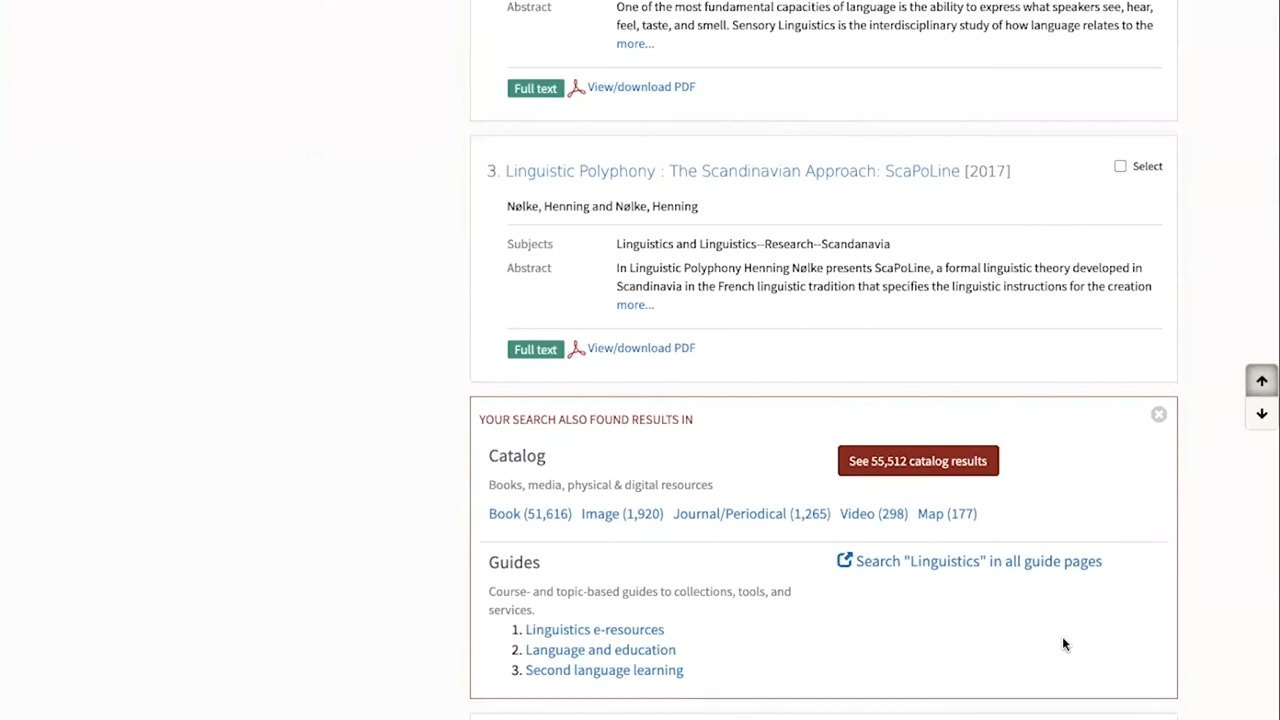 Abstract One of the most fundamental capacities of language is the ability to express what speakers see, hear,
feel, taste, and smell. Sensory Linguistics is the interdisciplinary study of how language relates to the
more...
Full text View/download PDF
3. Linguistic Polyphony : The Scandinavian Approach: ScaPoLine [2017] Select
Nølke, Henning and Nølke, Henning
Subjects Linguistics and Linguistics--Research--Scandanavia
Abstract In Linguistic Polyphony Henning Nølke presents ScaPoLine, a formal linguistic theory developed in
Scandinavia in the French linguistic tradition that specifies the linguistic instructions for the creation
more...
Full text View/download PDF
YOUR SEARCH ALSO FOUND RESULTS IN
Catalog See 55,512 catalog results
Books, media, physical & digital resources
Book (51,616) Image (1,920) Journal/Periodical (1,265) Video (298) Map (177)
Guides Search "Linguistics" in all guide pages
Course- and topic-based guides to collections, tools, and
services.
1. Linguistics e-resources
2. Language and education
3. Second language learning